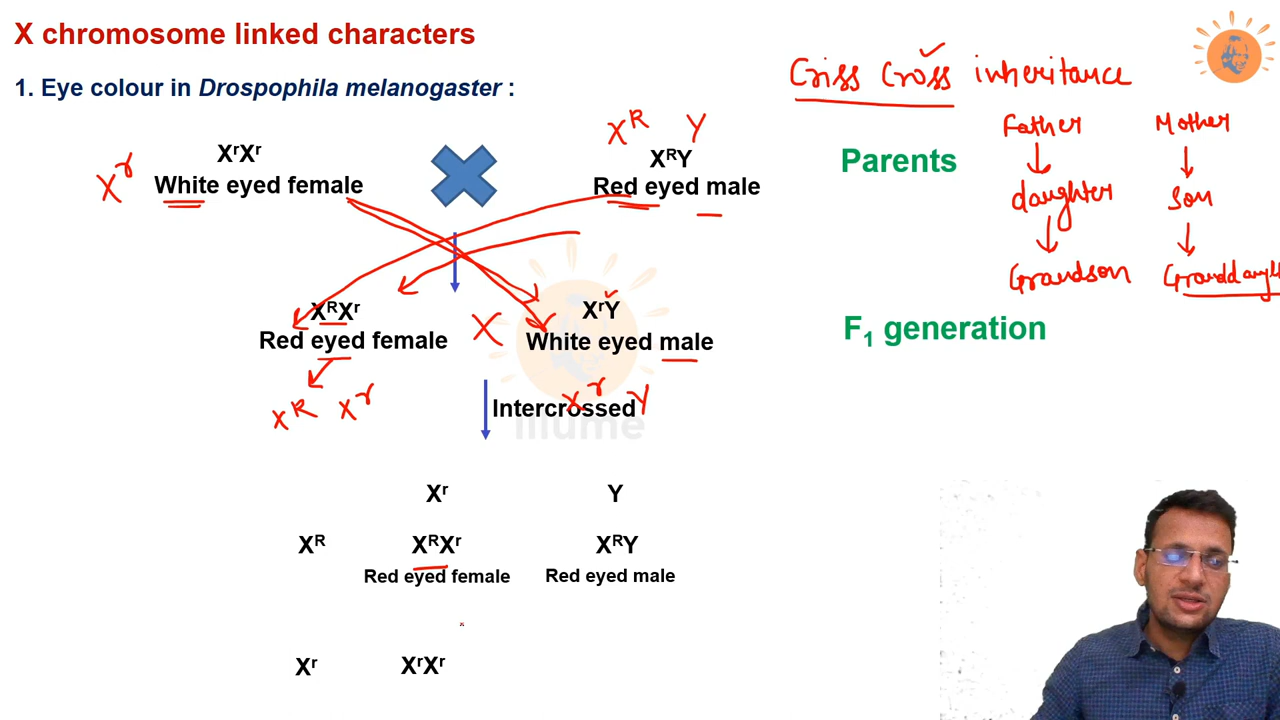 X chromosome linked characters
Criss Cross inheritance
1. Eye colour in Drospophila melanogaster :
XᴿY
Father Mother
XʳXʳ
XᴿY
Parents
Xʳ
White eyed female
Red eyed male
daughter Son
Grandson
XᴿXʳ
XʳY
F₁ generation
Red eyed female
X
White eyed male
Xᴿ Xʳ
Xʳ Y
Intercrossed
illume
Xʳ
Y
Xᴿ
XᴿXʳ
XᴿY
Red eyed female
Red eyed male
Xʳ
XʳXʳ